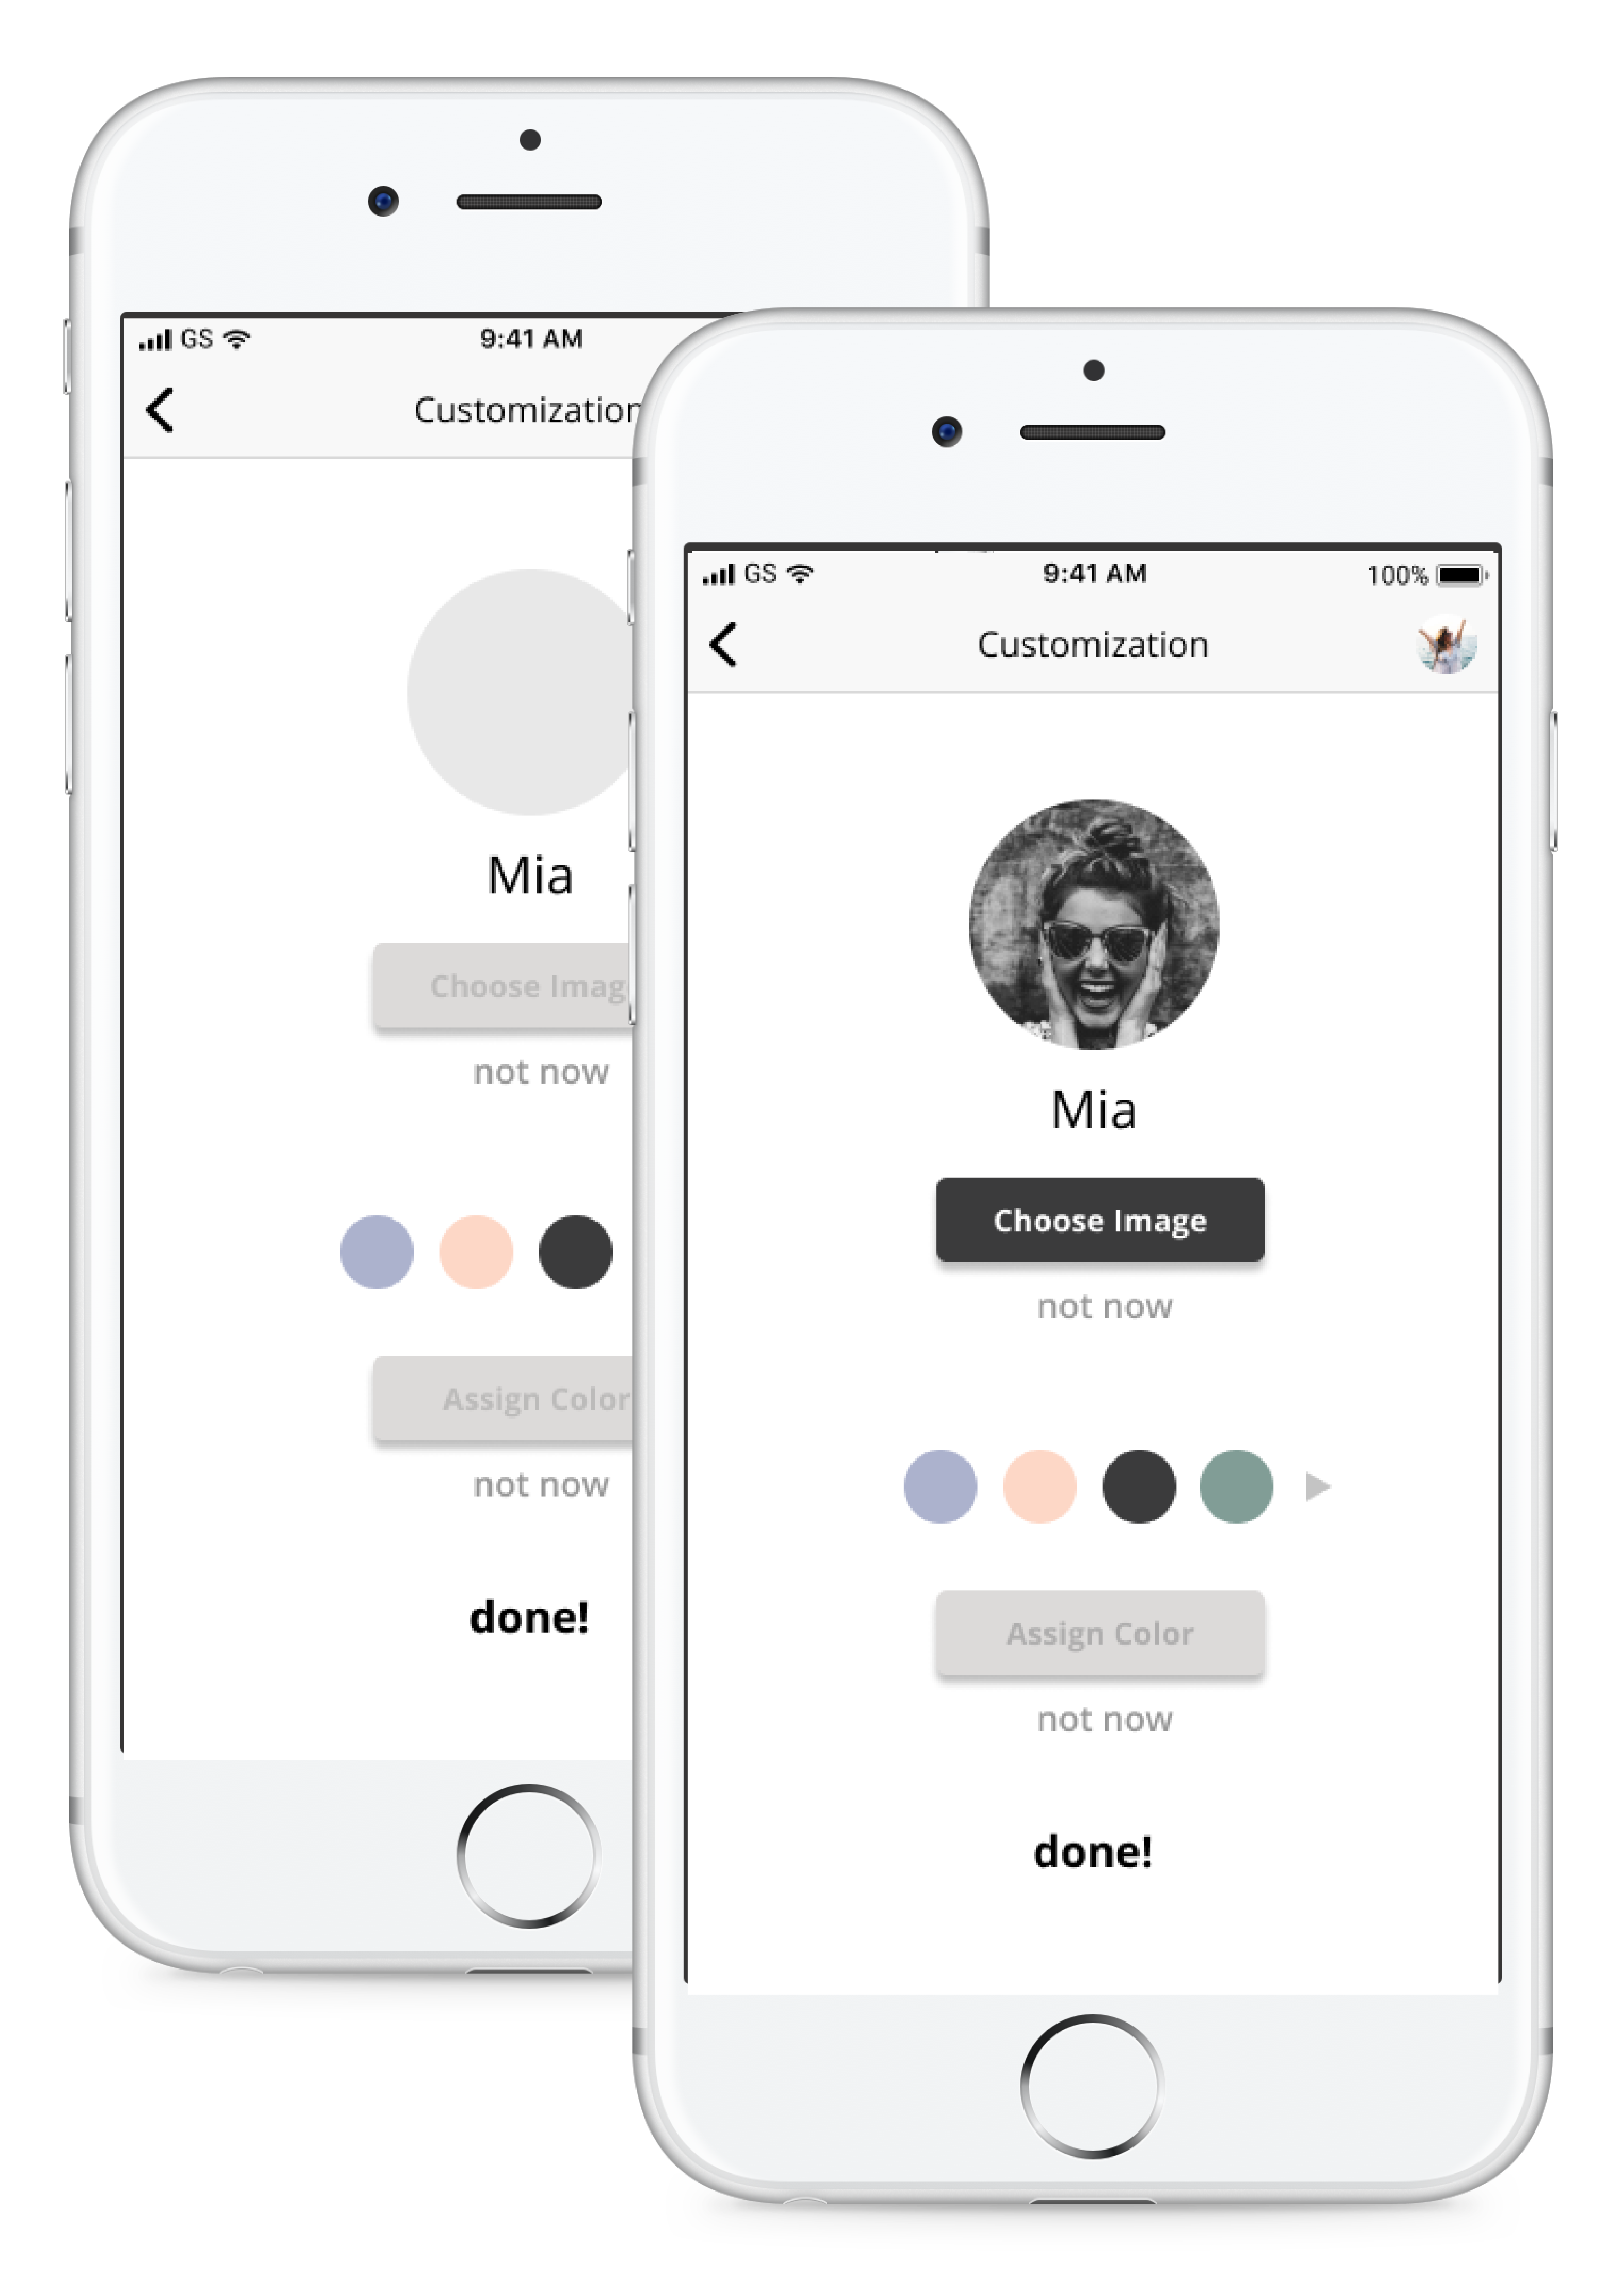 GS 9:41 AM
Customization
Mia
Choose Imag
not now
Assign Color
not now
done!
GS 9:41 AM 100%
Customization
Mia
Choose Image
not now
Assign Color
not now
done!